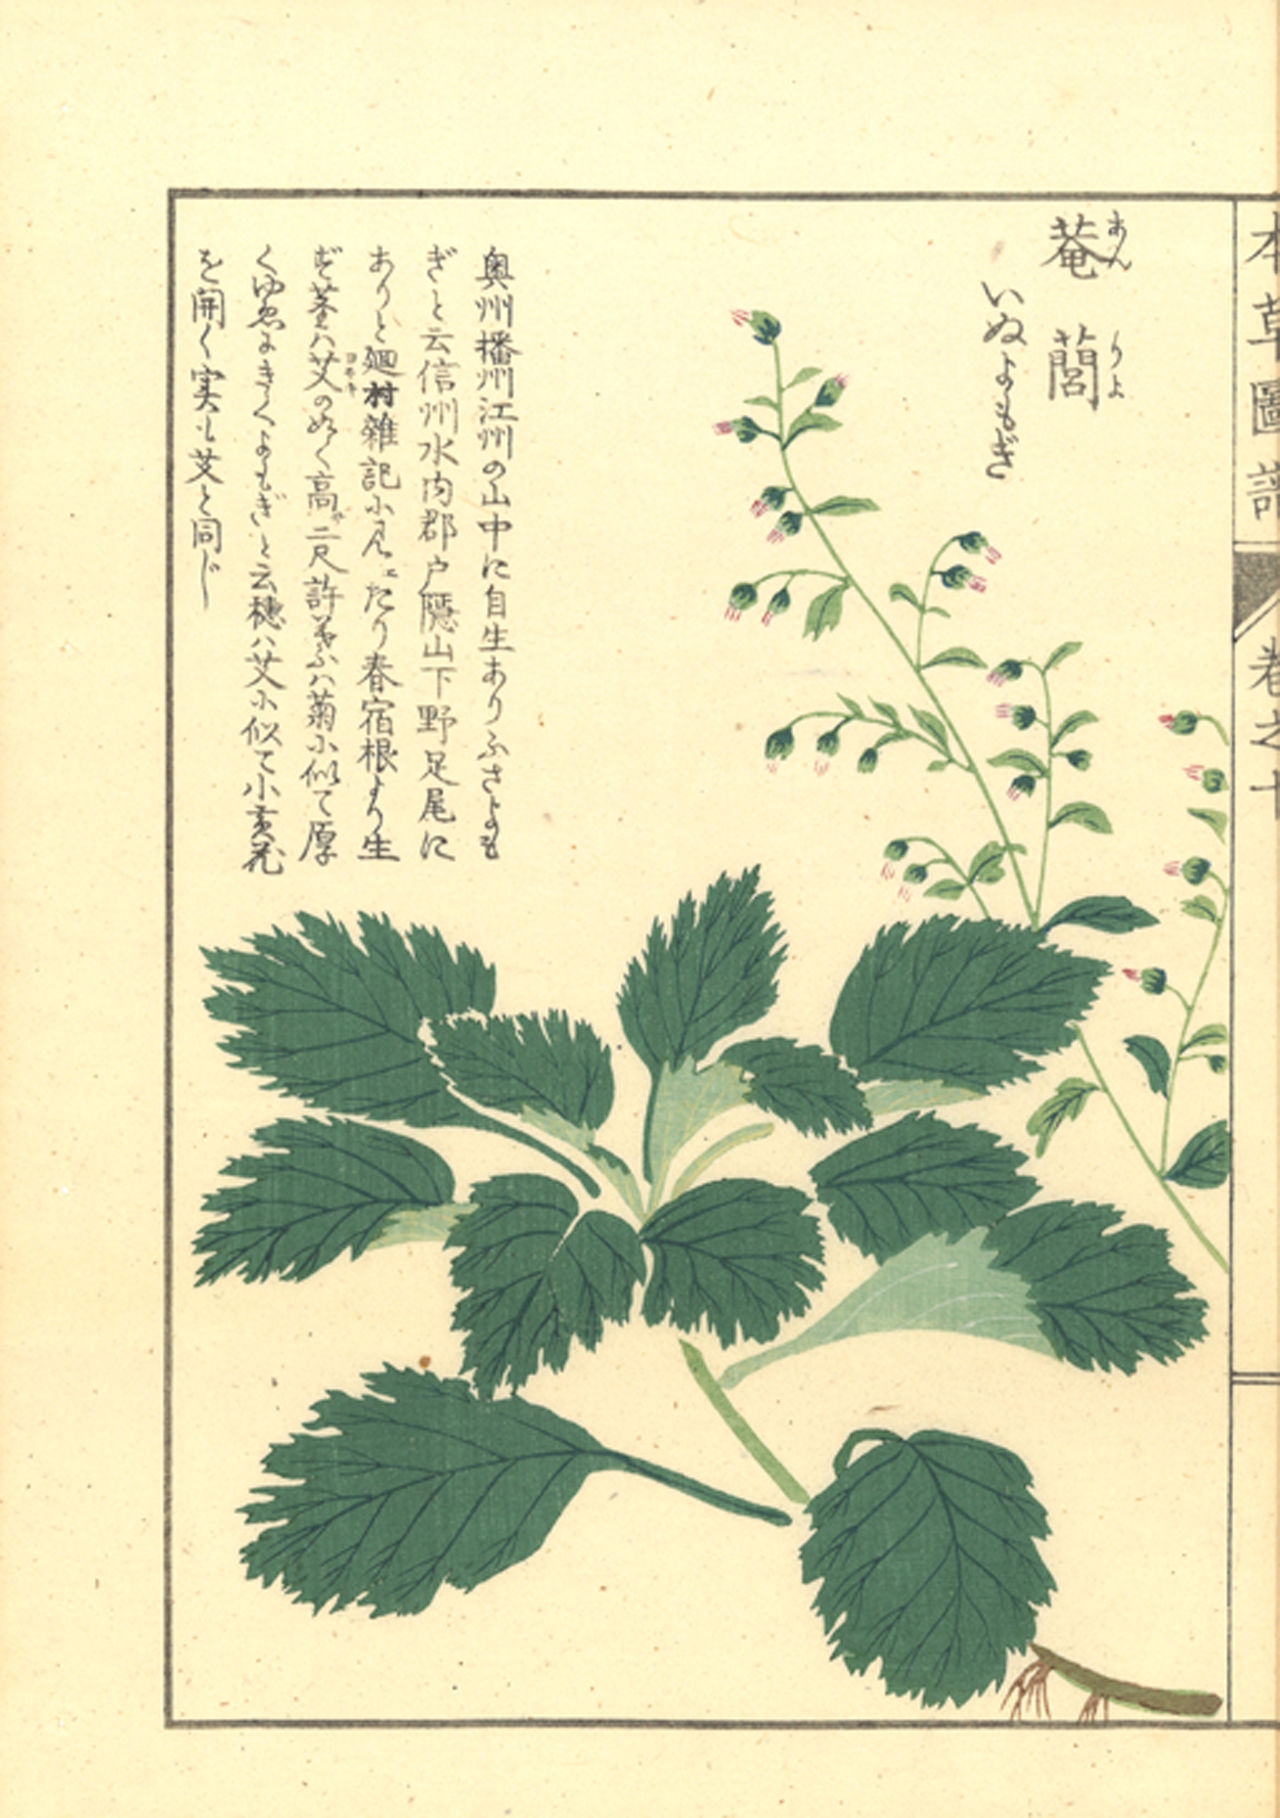 本草圖譜 卷之十
菴䕡
あん りよ
いぬよもぎ
奥州播州江州の山中に自生ありふさよも
ぎと云信州水内郡戸隠山下野足尾に
ありと廻村雑記に見たり春宿根より生
ず茎ハ艾のめく高サ二尺許葉ハ菊に似て厚
ヨモキ
くゆゑにきくよもぎと云穂ハ艾に似て小黄花
を開く実も艾と同じ